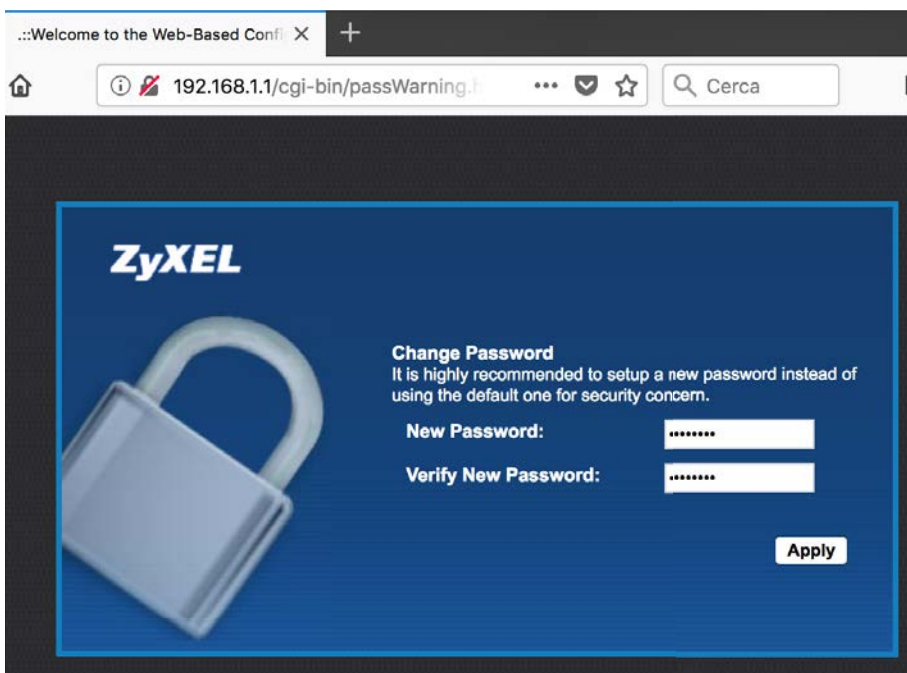 .::Welcome to the Web-Based Confi
192.168.1.1/cgi-bin/passWarning.h
Cerca
ZyXEL
Change Password
It is highly recommended to setup a new password instead of
using the default one for security concern.
New Password:
Verify New Password:
Apply